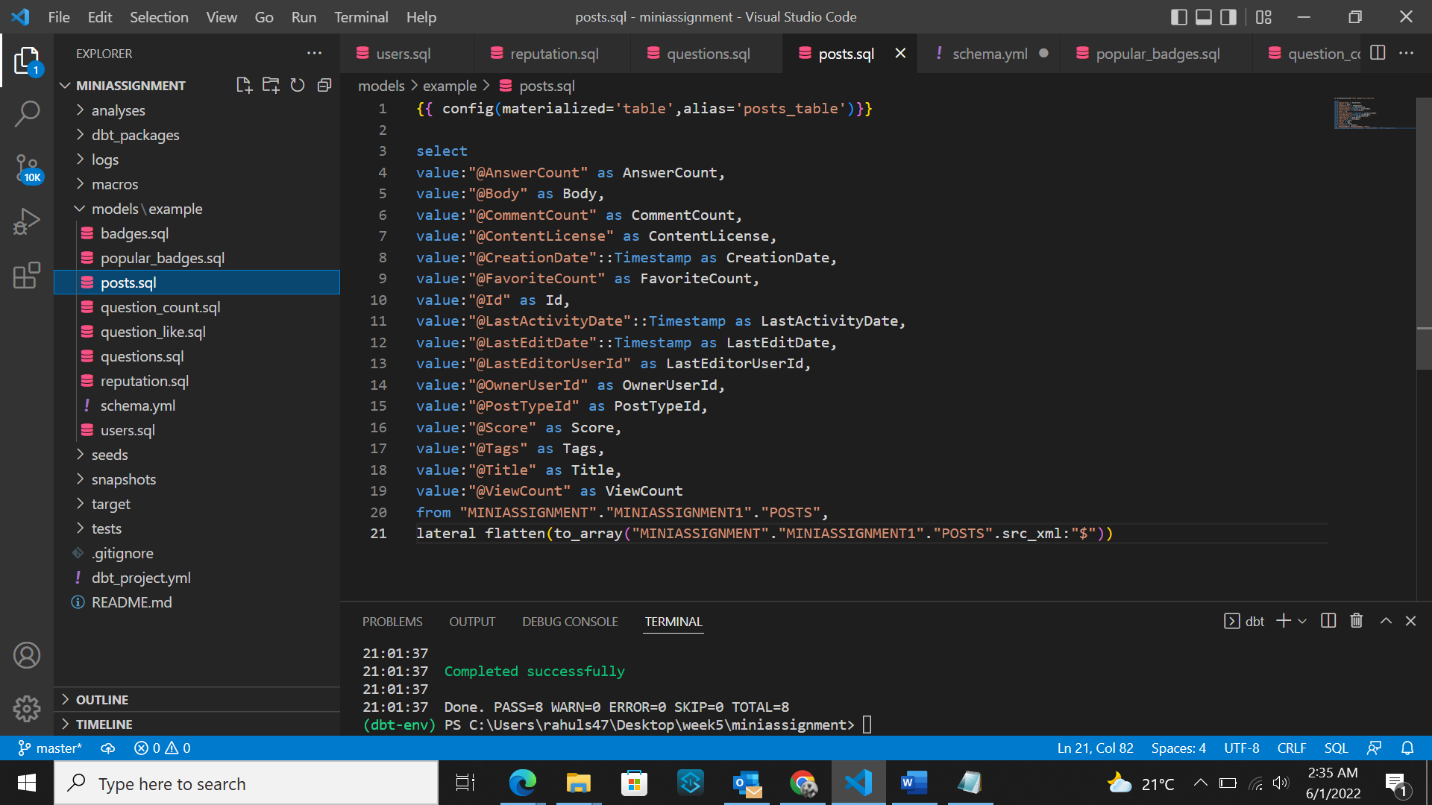 File Edit Selection View Go Run Terminal Help
posts.sql - miniassignment - Visual Studio Code
EXPLORER
MINIASSIGNMENT
analyses
dbt_packages
logs
macros
models\example
badges.sql
popular_badges.sql
posts.sql
question_count.sql
question_like.sql
questions.sql
reputation.sql
schema.yml
users.sql
seeds
snapshots
target
tests
.gitignore
dbt_project.yml
README.md
OUTLINE
TIMELINE
1
10K
users.sql reputation.sql questions.sql posts.sql schema.yml popular_badges.sql question_co
models > example > posts.sql
1 {{ config(materialized='table',alias='posts_table')}}
2
3 select
4 value:"@AnswerCount" as AnswerCount,
5 value:"@Body" as Body,
6 value:"@CommentCount" as CommentCount,
7 value:"@ContentLicense" as ContentLicense,
8 value:"@CreationDate"::Timestamp as CreationDate,
9 value:"@FavoriteCount" as FavoriteCount,
10 value:"@Id" as Id,
11 value:"@LastActivityDate"::Timestamp as LastActivityDate,
12 value:"@LastEditDate"::Timestamp as LastEditDate,
13 value:"@LastEditorUserId" as LastEditorUserId,
14 value:"@OwnerUserId" as OwnerUserId,
15 value:"@PostTypeId" as PostTypeId,
16 value:"@Score" as Score,
17 value:"@Tags" as Tags,
18 value:"@Title" as Title,
19 value:"@ViewCount" as ViewCount
20 from "MINIASSIGNMENT"."MINIASSIGNMENT1"."POSTS",
21 lateral flatten(to_array("MINIASSIGNMENT"."MINIASSIGNMENT1"."POSTS".src_xml:"$"))
PROBLEMS OUTPUT DEBUG CONSOLE TERMINAL
dbt
21:01:37
21:01:37 Completed successfully
21:01:37
21:01:37 Done. PASS=8 WARN=0 ERROR=0 SKIP=0 TOTAL=8
(dbt-env) PS C:\Users\rahuls47\Desktop\week5\miniassignment>
master* 0 0
Ln 21, Col 82 Spaces: 4 UTF-8 CRLF SQL
Type here to search
21°C
2:35 AM
6/1/2022
1